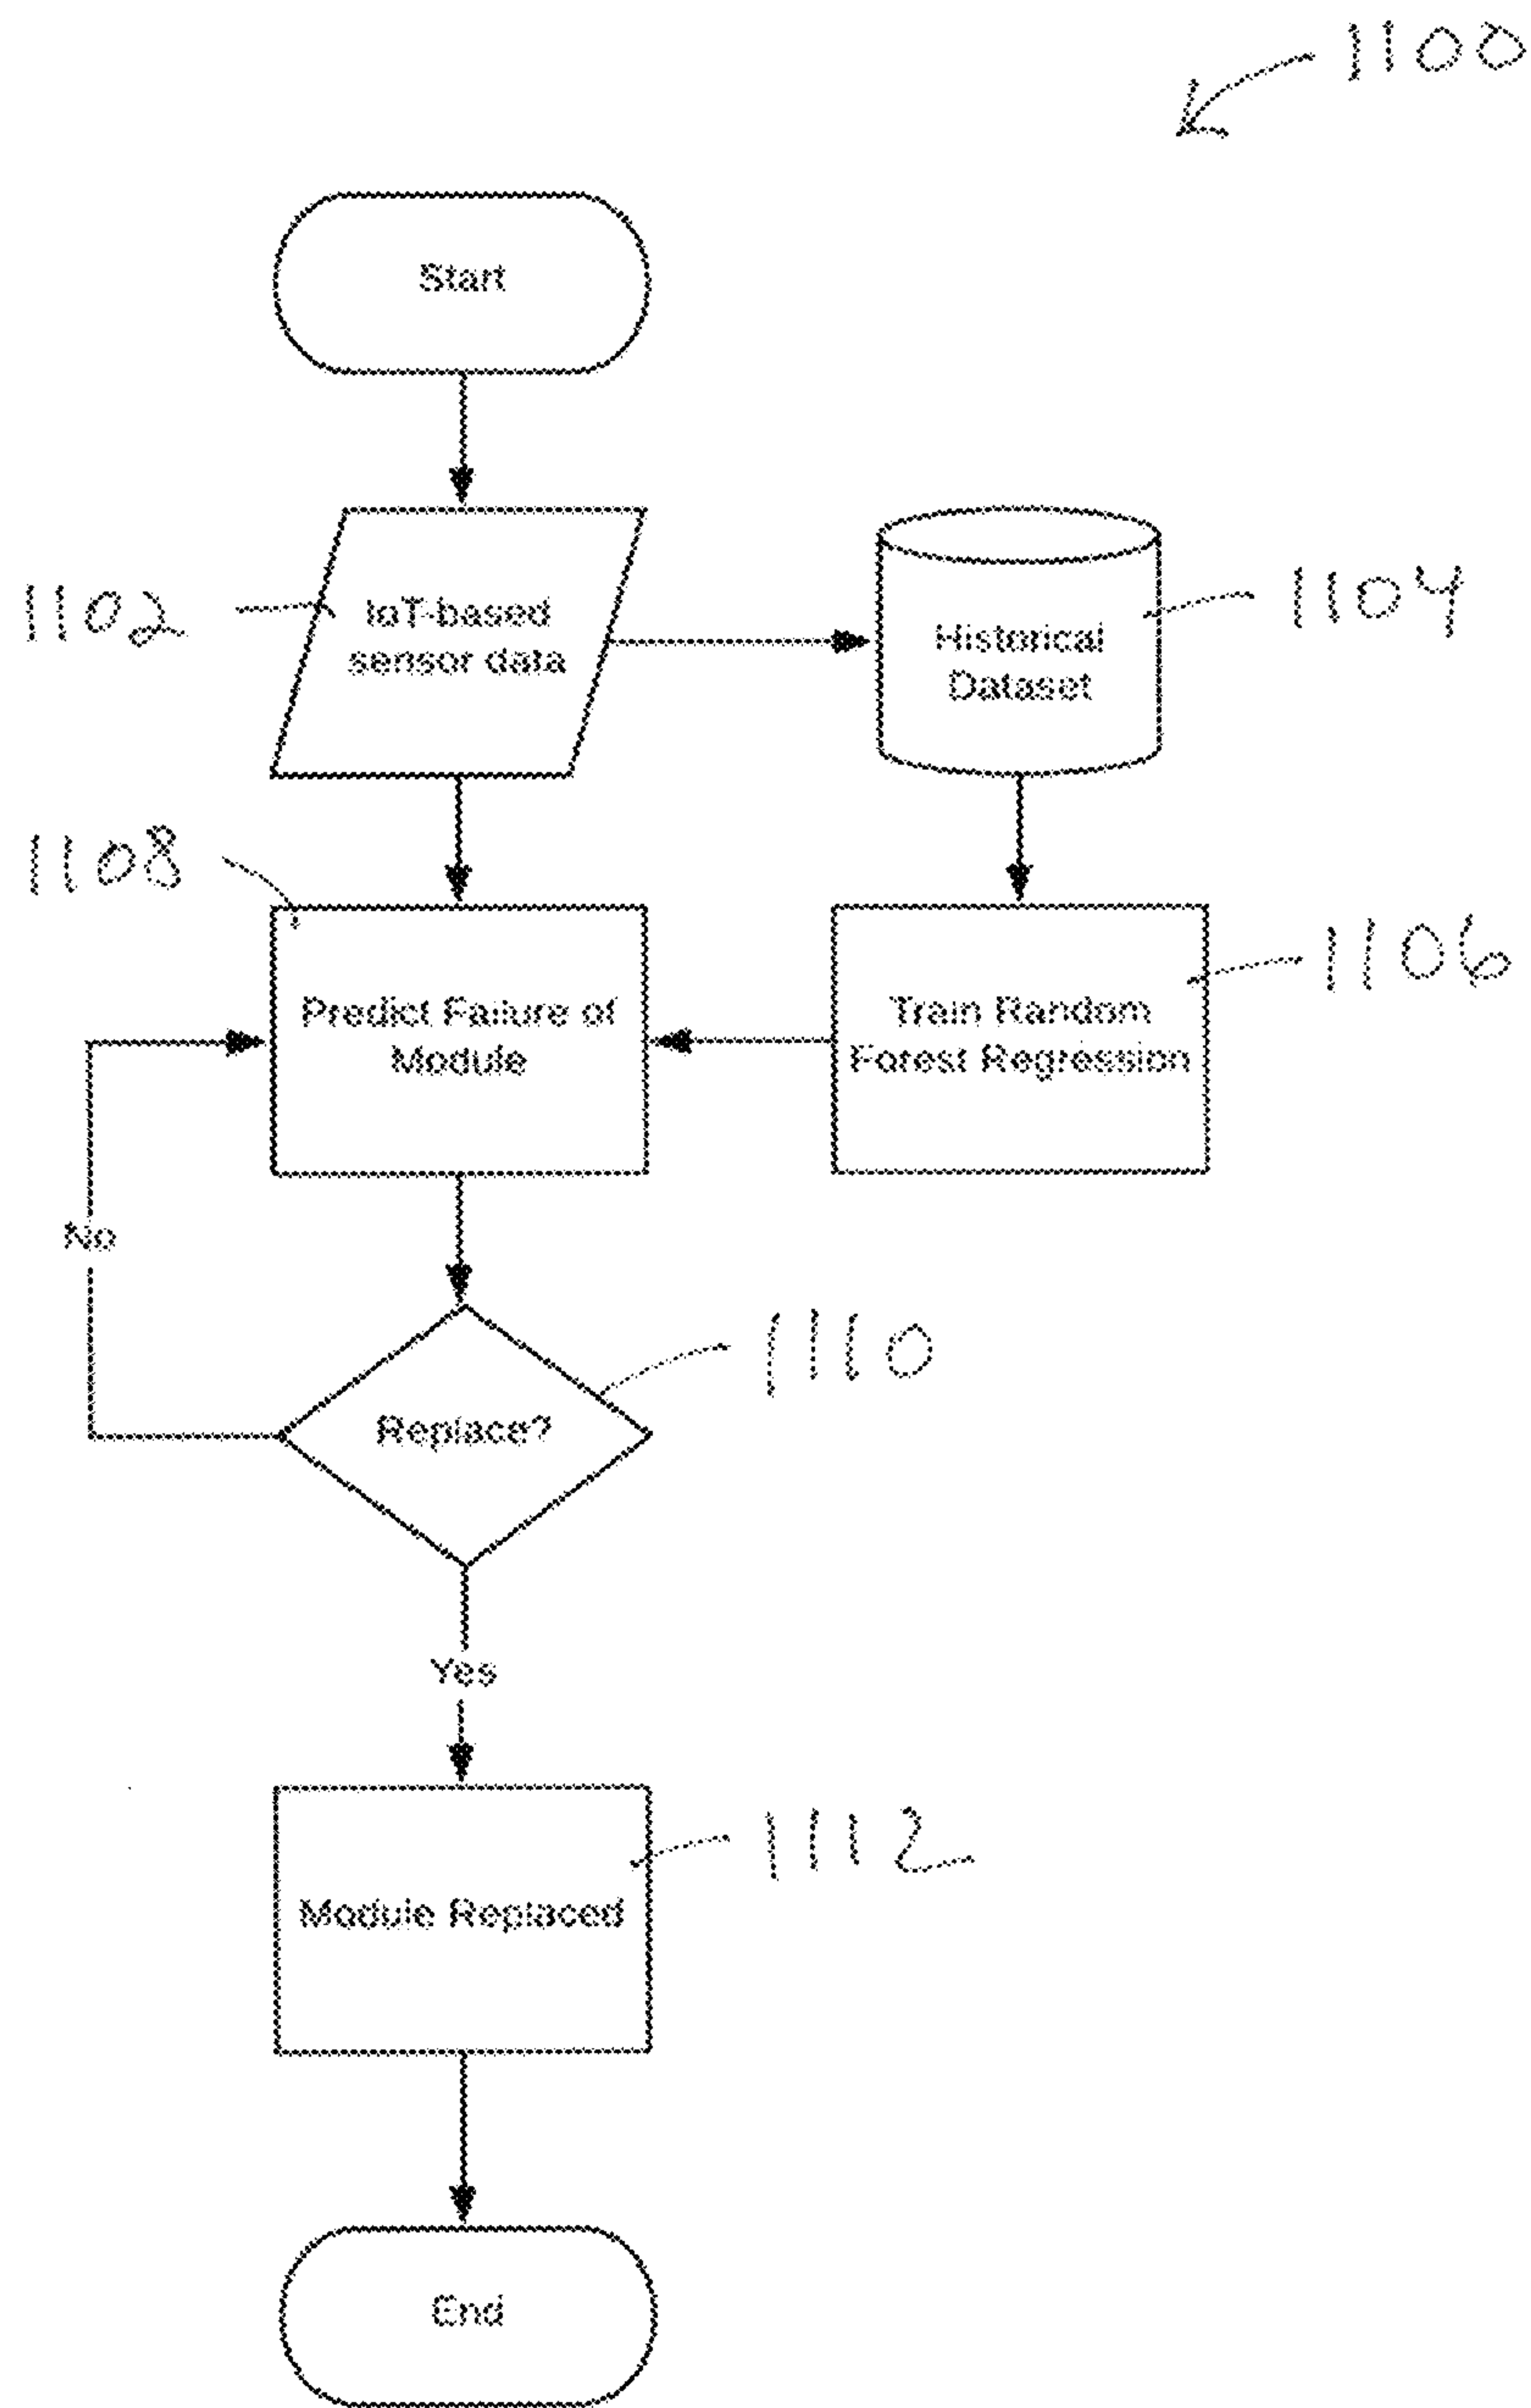 1100
Start
1102
IoT-based
sensor data
Historical
Dataset
1104
1108
Predict Failure of
Module
Train Random
Forest Regression
1106
No
Replace?
1110
Yes
Module Replaced
1112
End